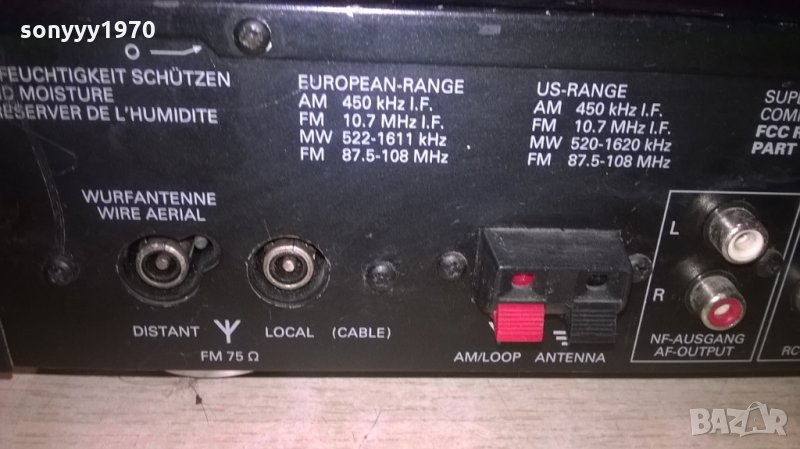 sonyyy1970
FEUCHTIGKEIT SCHÜTZEN
MOISTURE
DE L'HUMIDITE
EUROPEAN-RANGE
AM 450 kHz I.F.
FM 10.7 MHz I.F.
MW 522-1611 kHz
FM 87.5-108 MHz
US-RANGE
AM 450 kHz I.F.
FM 10.7 MHz I.F.
MW 520-1620 kHz
FM 87.5-108 MHz
SUPE
COM
FCC R
PART
WURFANTENNE
WIRE AERIAL
DISTANT
LOCAL (CABLE)
FM 75 Ω
AM/LOOP ANTENNA
L
R
NF-AUSGANG
AF-OUTPUT
RC
BAZAR